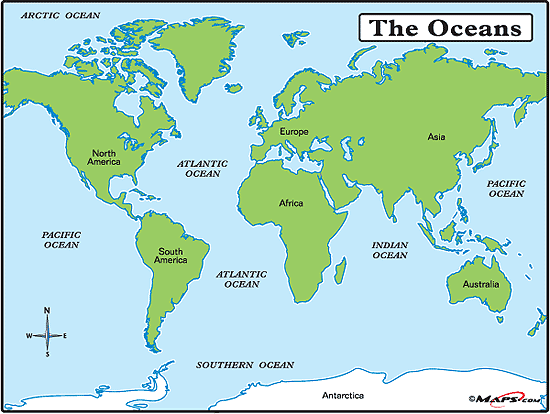 ARCTIC OCEAN
The Oceans
North
America
Europe
Asia
ATLANTIC
OCEAN
PACIFIC
OCEAN
Africa
PACIFIC
OCEAN
INDIAN
OCEAN
South
America
ATLANTIC
OCEAN
Australia
N
W
E
S
SOUTHERN OCEAN
Antarctica
©MAPS.COM